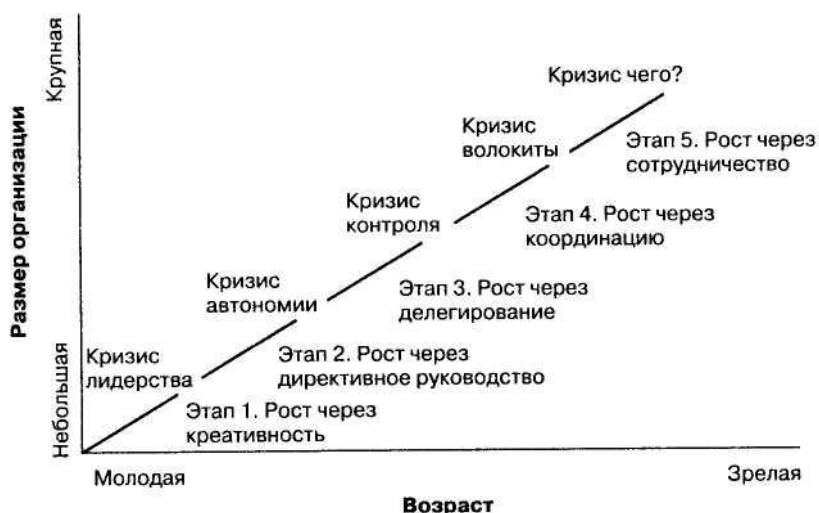 Размер организации
Крупная
Небольшая
Кризис чего?
Кризис
волокиты
Этап 5. Рост через
сотрудничество
Кризис
контроля
Этап 4. Рост через
координацию
Кризис
автономии
Этап 3. Рост через
делегирование
Кризис
лидерства
Этап 2. Рост через
директивное руководство
Этап 1. Рост через
креативность
Молодая
Зрелая
Возраст